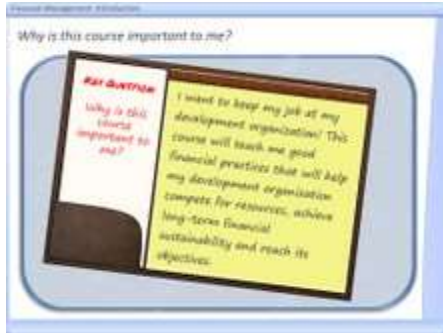 Financial Management Introduction
Why is this course important to me?
KEY QUESTION
Why is this
course
important to
me?
I want to keep my job at my
development organization! This
course will teach me good
financial practices that will help
my development organization
compete for resources, achieve
long-term financial
sustainability and reach its
objectives.